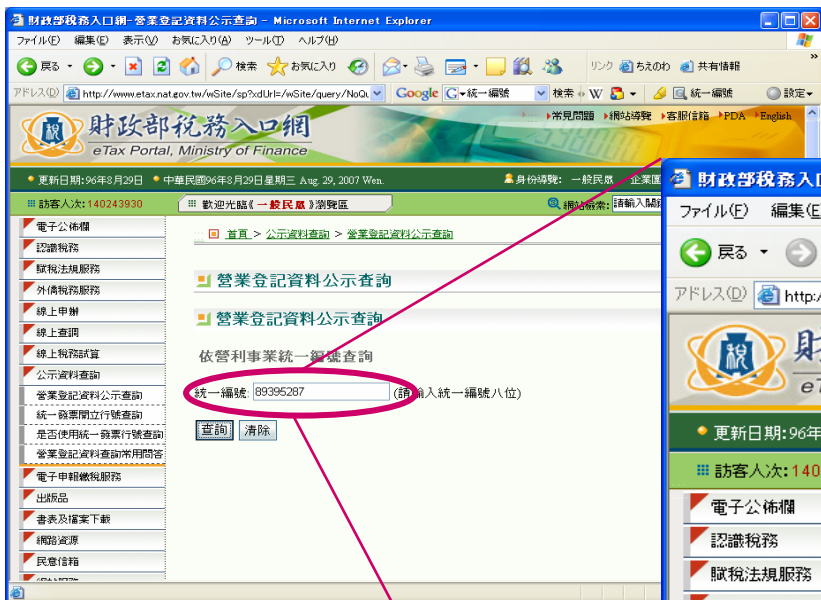 財政部稅務入口網-營業登記資料公示查詢 - Microsoft Internet Explorer
ファイル(F) 編集(E) 表示(V) お気に入り(A) ツール(T) ヘルプ(H)
戻る 検索 お気に入り リンク ちえのわ 共有情報 »
アドレス(D) http://www.etax.nat.gov.tw/wSite/sp?xdUrl=/wSite/query/NoQu Google G 統一編號 検索 W 統一編號 設定
財政部稅務入口網
eTax Portal, Ministry of Finance
常見問題 網站導覽 客服信箱 PDA English
更新日期:96年8月29日 中華民國96年8月29日星期三 Aug. 29, 2007 Wen. 身份導覽: 一般民眾 企業團
訪客人次:140243930 歡迎光臨《一般民眾》瀏覽區 網站檢索: 請輸入關鍵
電子公佈欄
認識稅務
賦稅法規服務
外僑稅務服務
線上申辦
線上查調
線上稅務試算
公示資料查詢
營業登記資料公示查詢
統一發票開立行號查詢
是否使用統一發票行號查詢
營業登記資料查詢常用問答
電子申報繳稅服務
出版品
書表及檔案下載
網路資源
民意信箱
首頁 > 公示資料查詢 > 營業登記資料公示查詢
營業登記資料公示查詢
營業登記資料公示查詢
依營利事業統一編號查詢
統一編號: 89395287 (請輸入統一編號八位)
查詢 清除
財政部稅務入
ファイル(F) 編集(E
戻る
アドレス(D) http:/
財
eT
更新日期:96年
訪客人次:140
電子公佈欄
認識稅務
賦稅法規服務